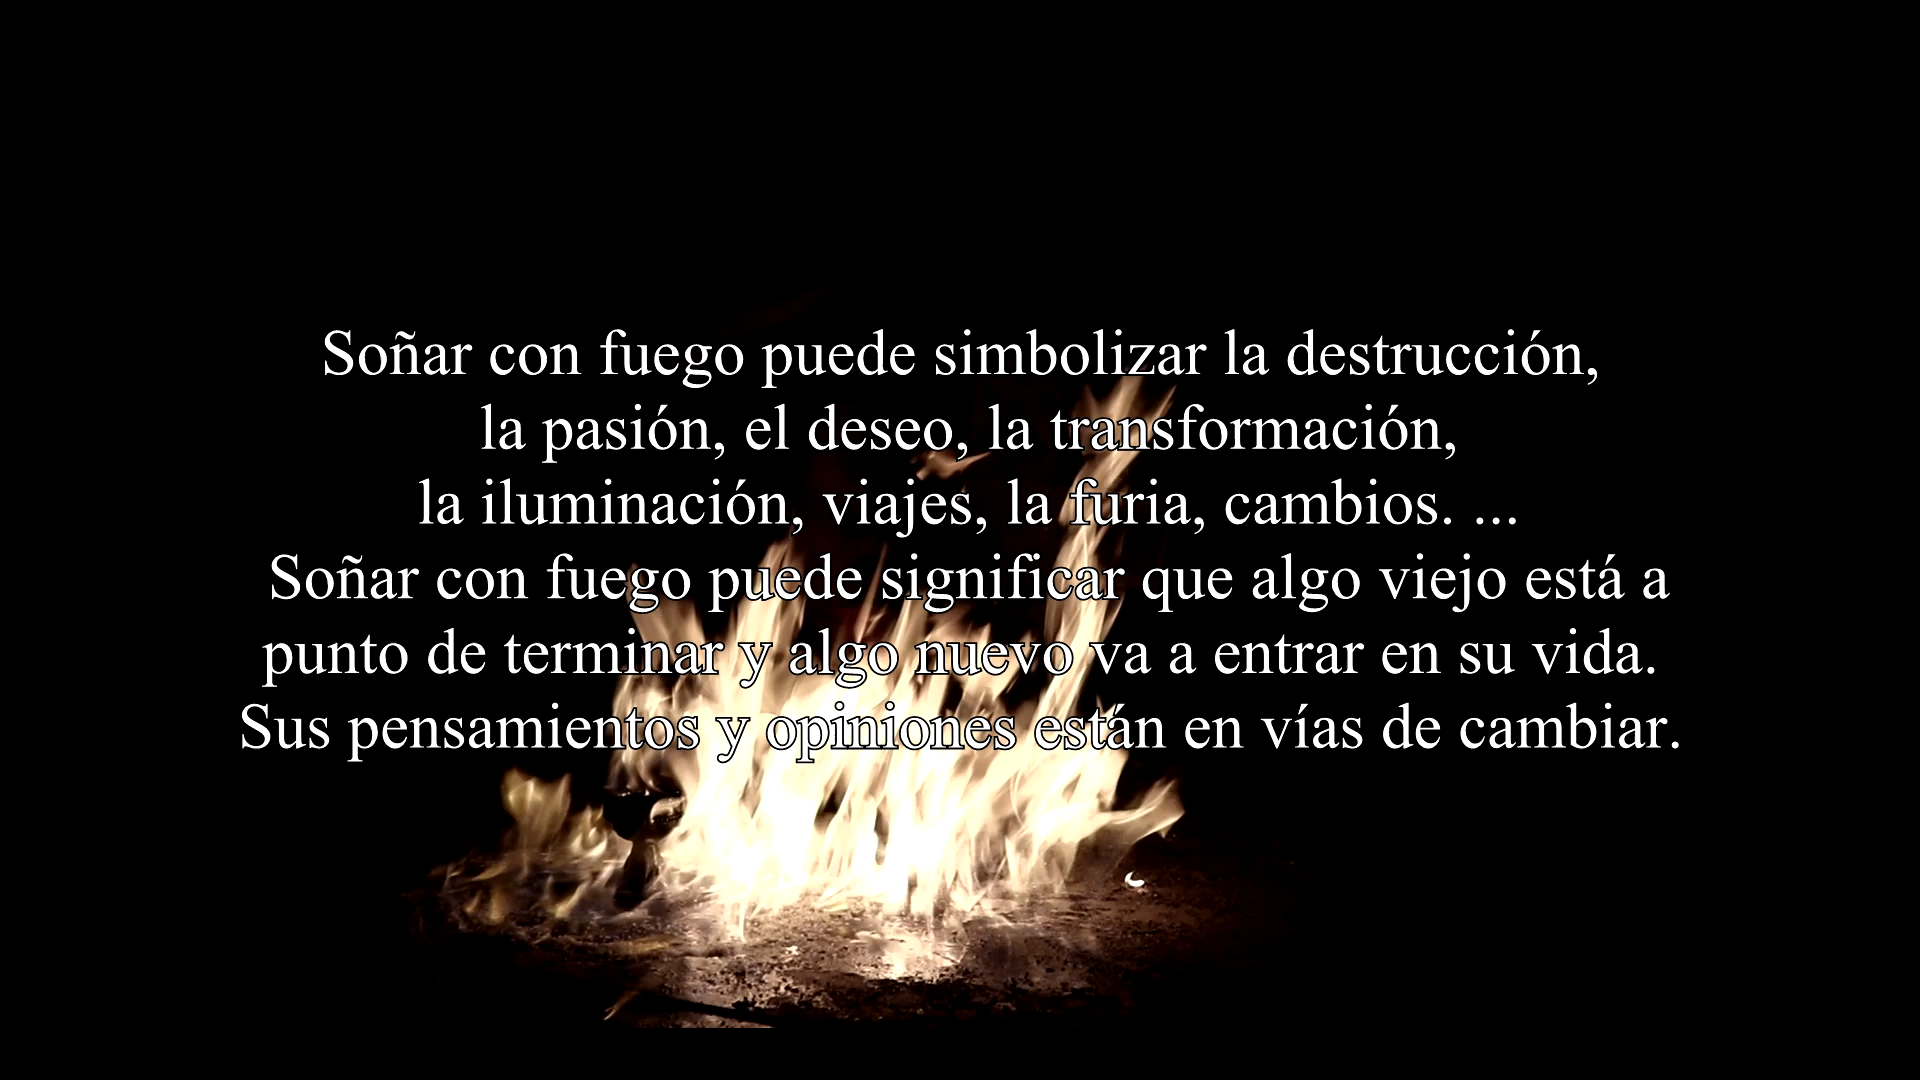 Soñar con fuego puede simbolizar la destrucción,
la pasión, el deseo, la transformación,
la iluminación, viajes, la furia, cambios. ...
Soñar con fuego puede significar que algo viejo está a
punto de terminar y algo nuevo va a entrar en su vida.
Sus pensamientos y opiniones están en vías de cambiar.